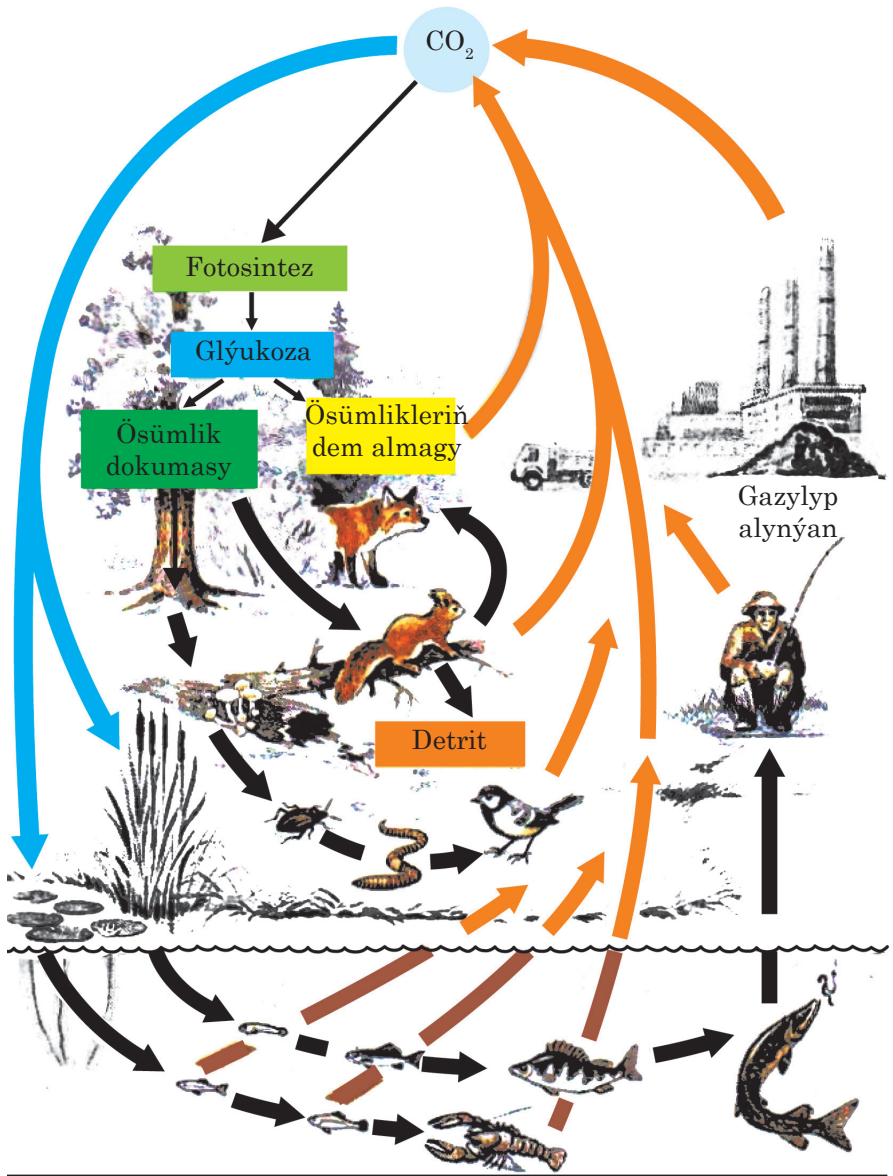 CO₂
Fotosintez
Glýukoza
Ösümlik
dokumasy
Ösümlikleriň
dem almagy
Gazylyp
alynýan
Detrit